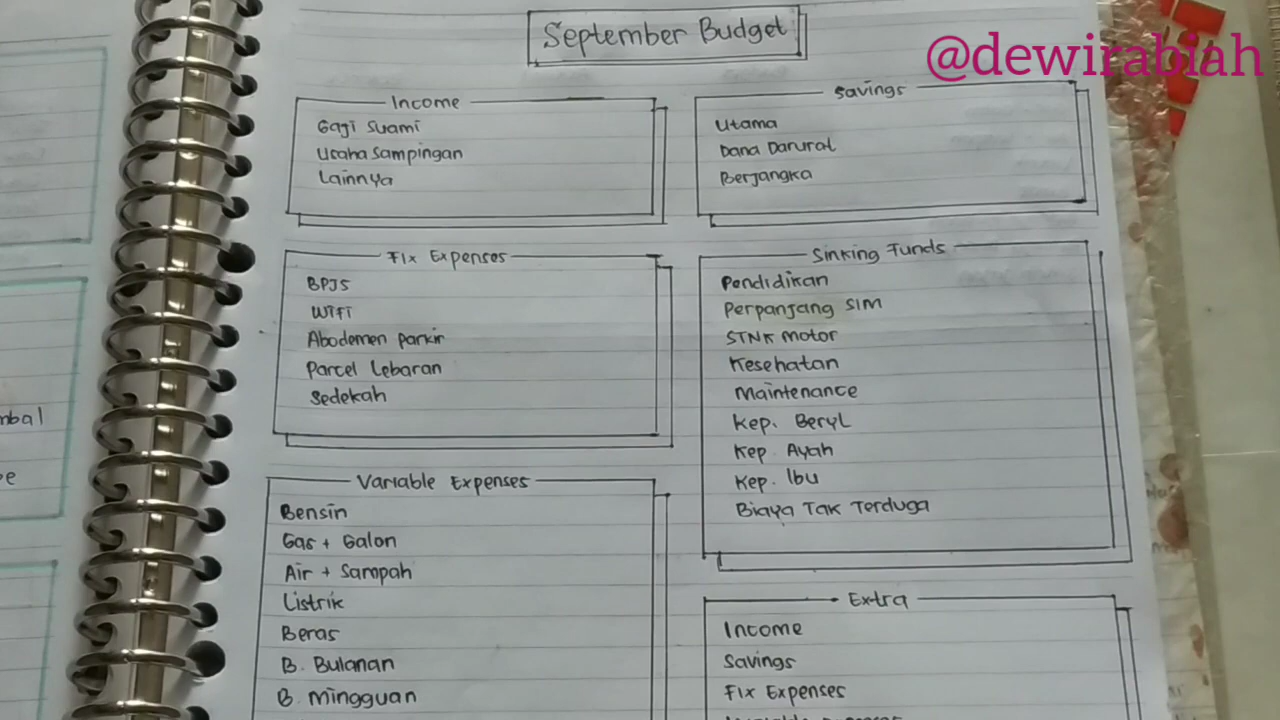 September Budget
@dewirabiah
Income
Gaji Suami
Usaha Sampingan
Lainnya
Savings
Utama
Dana Darurat
Berjangka
Fix Expenses
BPJS
Wifi
Abodemen parkir
Parcel Lebaran
Sedekah
Sinking Funds
Pendidikan
Perpanjang SIM
STNK Motor
Kesehatan
Maintenance
Kep. Beryl
Kep. Ayah
Kep. Ibu
Biaya Tak Terduga
Variable Expenses
Bensin
Gas + Galon
Air + Sampah
Listrik
Beras
B. Bulanan
B. Mingguan
Extra
Income
Savings
Fix Expenses